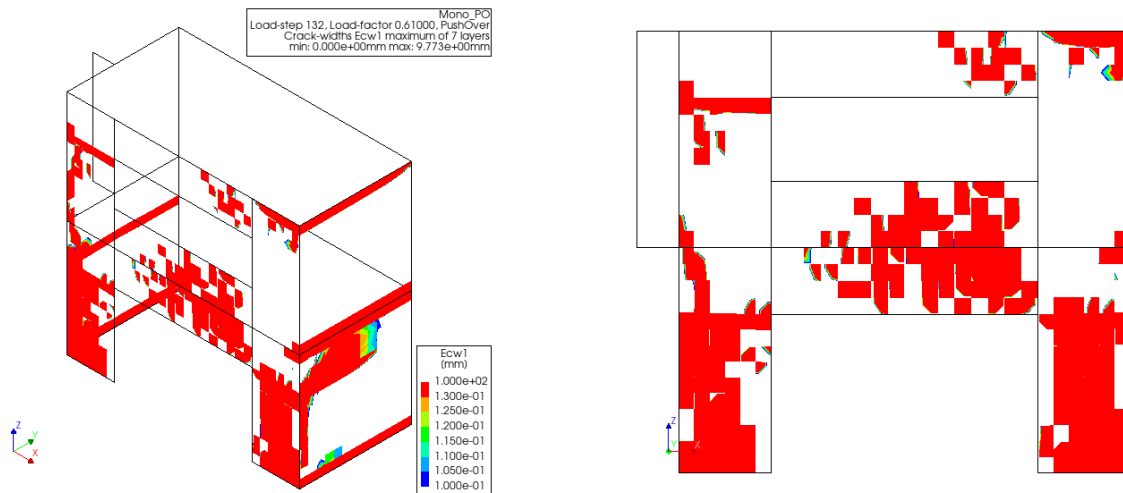 Mono_PO
Load-step 132, Load-factor 0.61000, PushOver
Crack-widths Ecw1 maximum of 7 layers
min: 0.000e+00mm max: 9.773e+00mm
Ecw1
(mm)
1.000e+02
1.300e-01
1.250e-01
1.200e-01
1.150e-01
1.100e-01
1.050e-01
1.000e-01
Z
Y
X
Z
Y
X